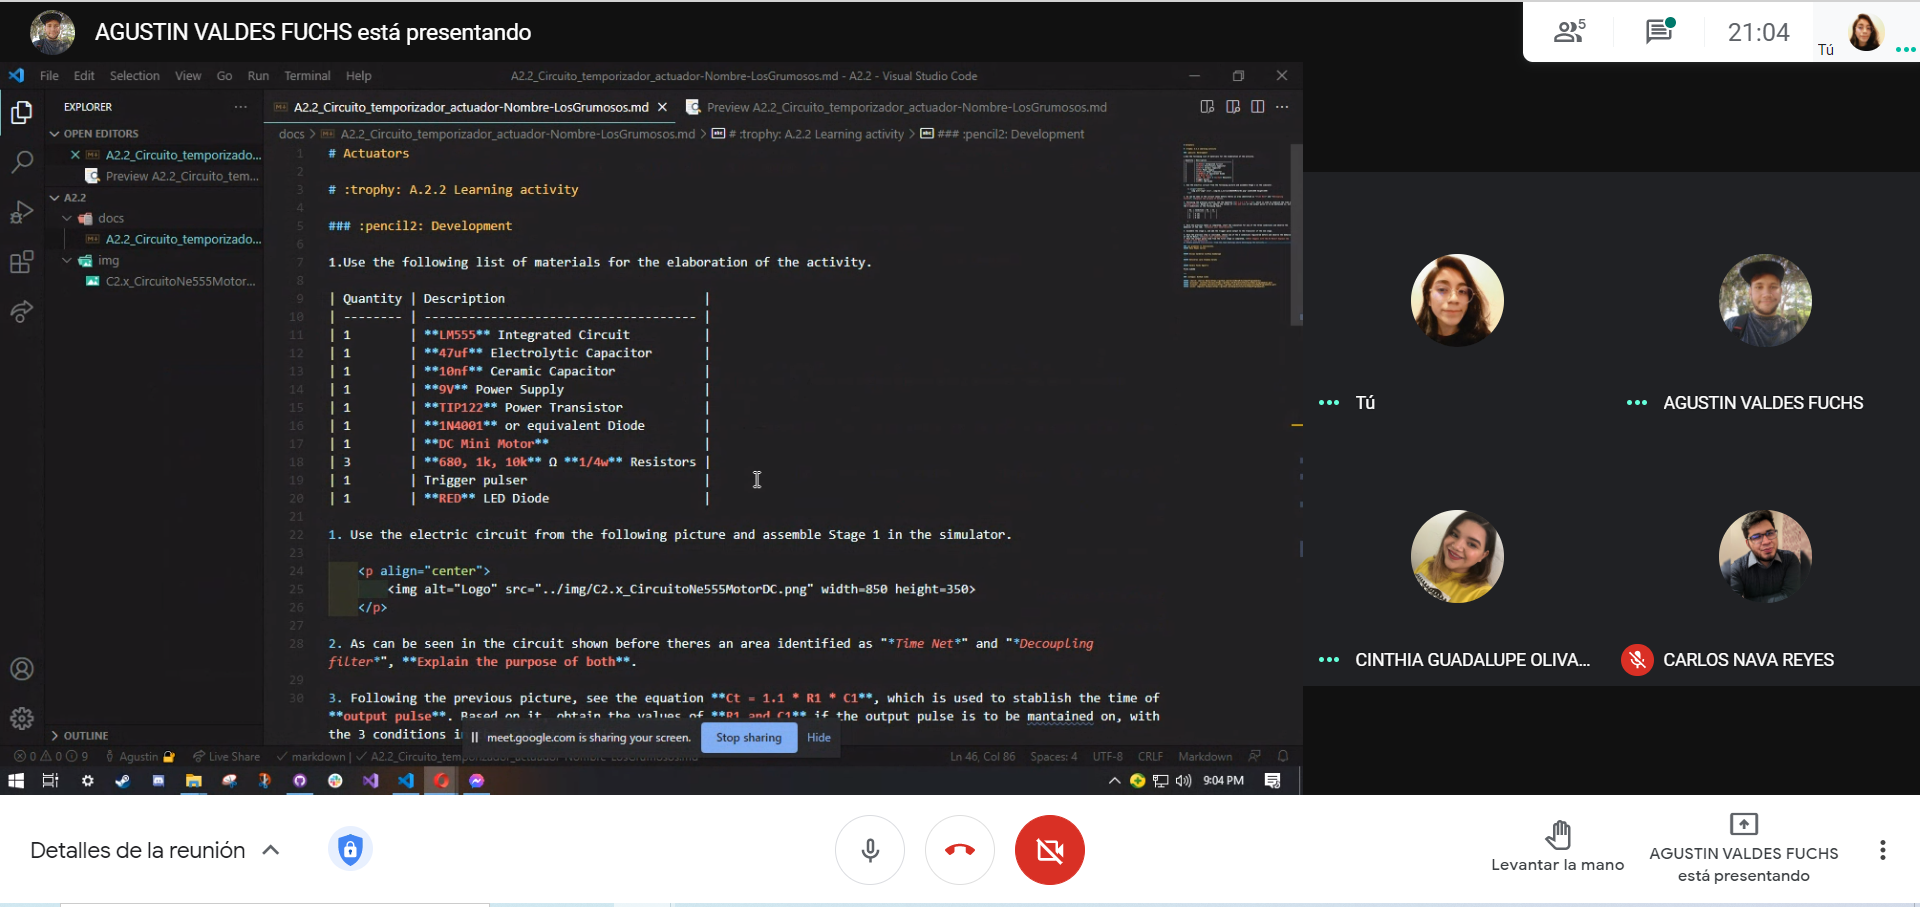 AGUSTIN VALDES FUCHS está presentando
5
21:04
Tú
File Edit Selection View Go Run Terminal Help
A2.2_Circuito_temporizador_actuador-Nombre-LosGrumosos.md - A2.2 - Visual Studio Code
EXPLORER
A2.2_Circuito_temporizador_actuador-Nombre-LosGrumosos.md
Preview A2.2_Circuito_temporizador_actuador-Nombre-LosGrumosos.md
docs > A2.2_Circuito_temporizador_actuador-Nombre-LosGrumosos.md > # :trophy: A.2.2 Learning activity > ### :pencil2: Development
OPEN EDITORS
A2.2_Circuito_temporizado...
Preview A2.2_Circuito_tem...
A2.2
docs
A2.2_Circuito_temporizado...
img
C2.x_CircuitoNe555Motor...
OUTLINE
1 # Actuators
2
3 # :trophy: A.2.2 Learning activity
4
5 ### :pencil2: Development
6
7 1.Use the following list of materials for the elaboration of the activity.
8
9 | Quantity | Description |
10 | -------- | ------------------------------------- |
11 | 1 | **LM555** Integrated Circuit |
12 | 1 | **47uf** Electrolytic Capacitor |
13 | 1 | **10nf** Ceramic Capacitor |
14 | 1 | **9V** Power Supply |
15 | 1 | **TIP122** Power Transistor |
16 | 1 | **1N4001** or equivalent Diode |
17 | 1 | **DC Mini Motor** |
18 | 3 | **680, 1k, 10k** Ω **1/4w** Resistors |
19 | 1 | Trigger pulser |
20 | 1 | **RED** LED Diode |
21
22 1. Use the electric circuit from the following picture and assemble Stage 1 in the simulator.
23
24 <p align="center">
25 <img alt="Logo" src="../img/C2.x_CircuitoNe555MotorDC.png" width=850 height=350>
26 </p>
27
28 2. As can be seen in the circuit shown before theres an area identified as "*Time Net*" and "*Decoupling
filter*", **Explain the purpose of both**.
29
30 3. Following the previous picture, see the equation **Ct = 1.1 * R1 * C1**, which is used to stablish the time of
**output pulse**. Based on it, obtain the values of **R1 and C1** if the output pulse is to be mantained on, with
the 3 conditions i
meet.google.com is sharing your screen.
Stop sharing
Hide
0 0 9 Agustin Live Share markdown | A2.2_Circuito_temporizador_actuador-Nombre-LosGrumosos.md
Ln 46, Col 86 Spaces: 4 UTF-8 CRLF Markdown
9:04 PM
Tú
AGUSTIN VALDES FUCHS
CINTHIA GUADALUPE OLIVA...
CARLOS NAVA REYES
Detalles de la reunión
Levantar la mano
AGUSTIN VALDES FUCHS
está presentando